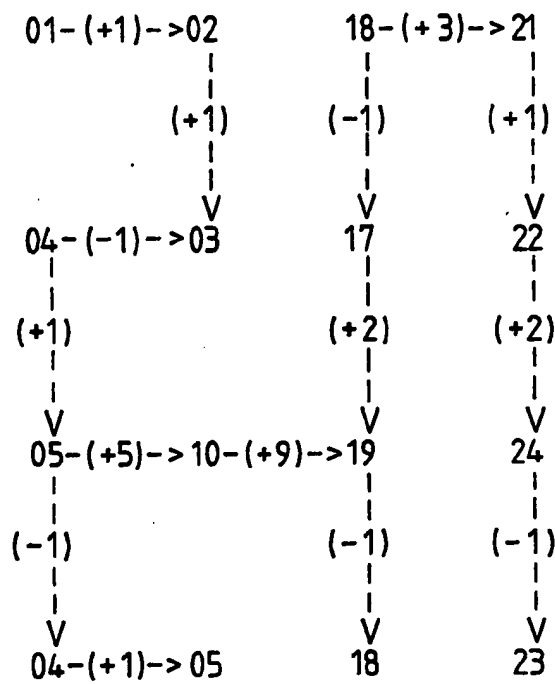 01-(+1)->02 18-(+3)->21
(+1) (-1) (+1)
V V V
04-(-1)->03 17 22
(+1) (+2) (+2)
V V V
05-(+5)->10-(+9)->19 24
(-1) (-1) (-1)
V V V
04-(+1)->05 18 23